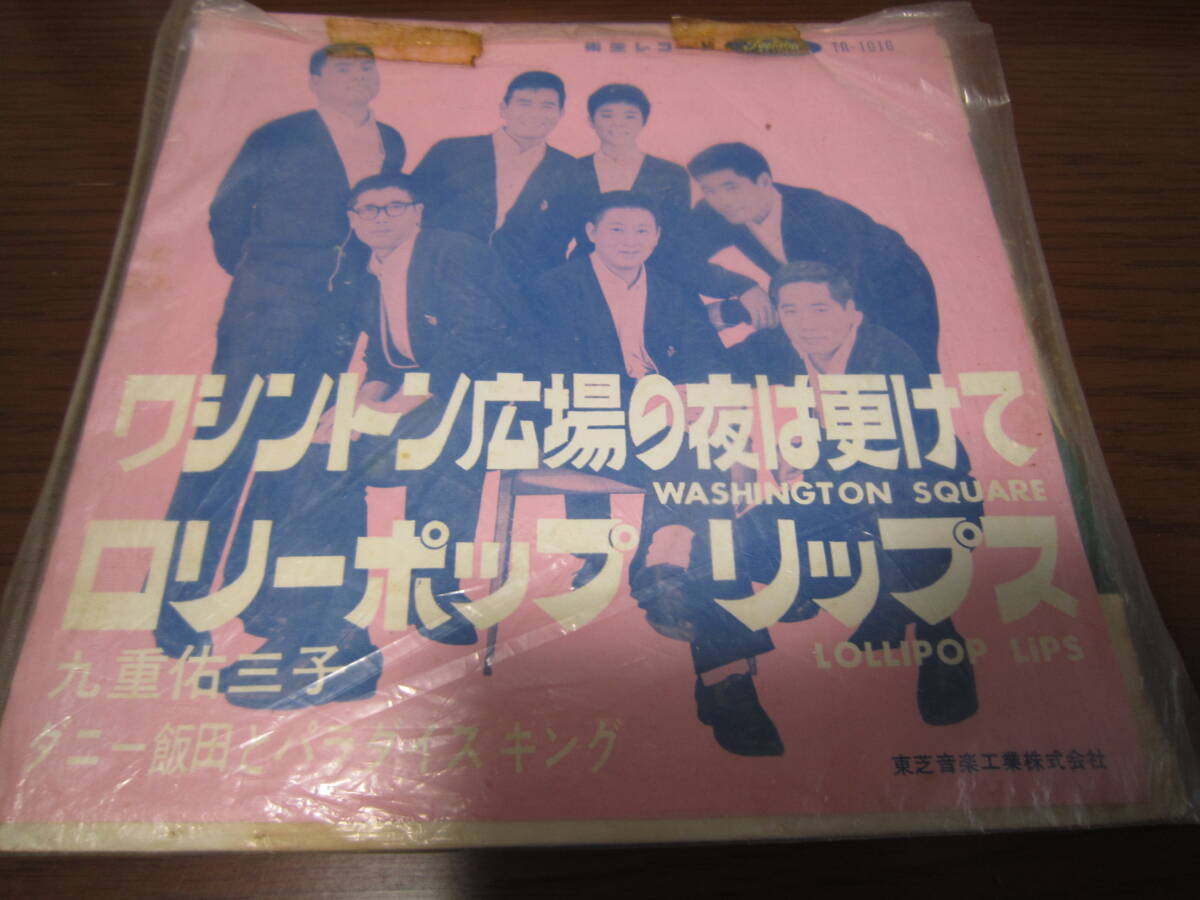 東芝レコード TR-1016
ワシントン広場の夜は更けて
WASHINGTON SQUARE
ロリーポップ リップス
LOLLIPOP LiPS
九重佑三子
ダニー飯田とパラダイス キング
東芝音楽工業株式会社